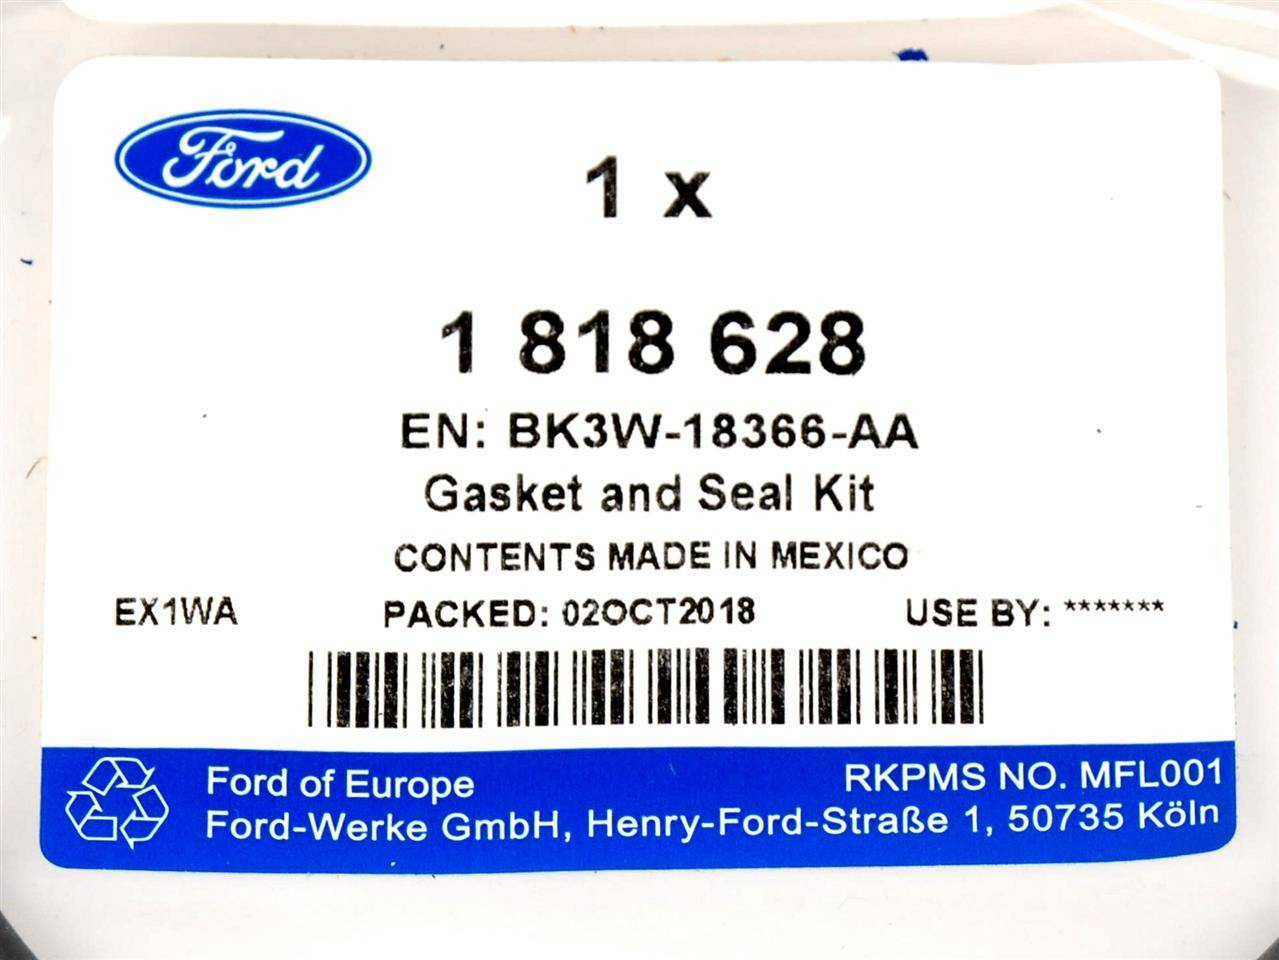 Ford
1 x
1 818 628
EN: BK3W-18366-AA
Gasket and Seal Kit
CONTENTS MADE IN MEXICO
EX1WA PACKED: 02OCT2018 USE BY: *******
Ford of Europe RKPMS NO. MFL001
Ford-Werke GmbH, Henry-Ford-Straße 1, 50735 Köln